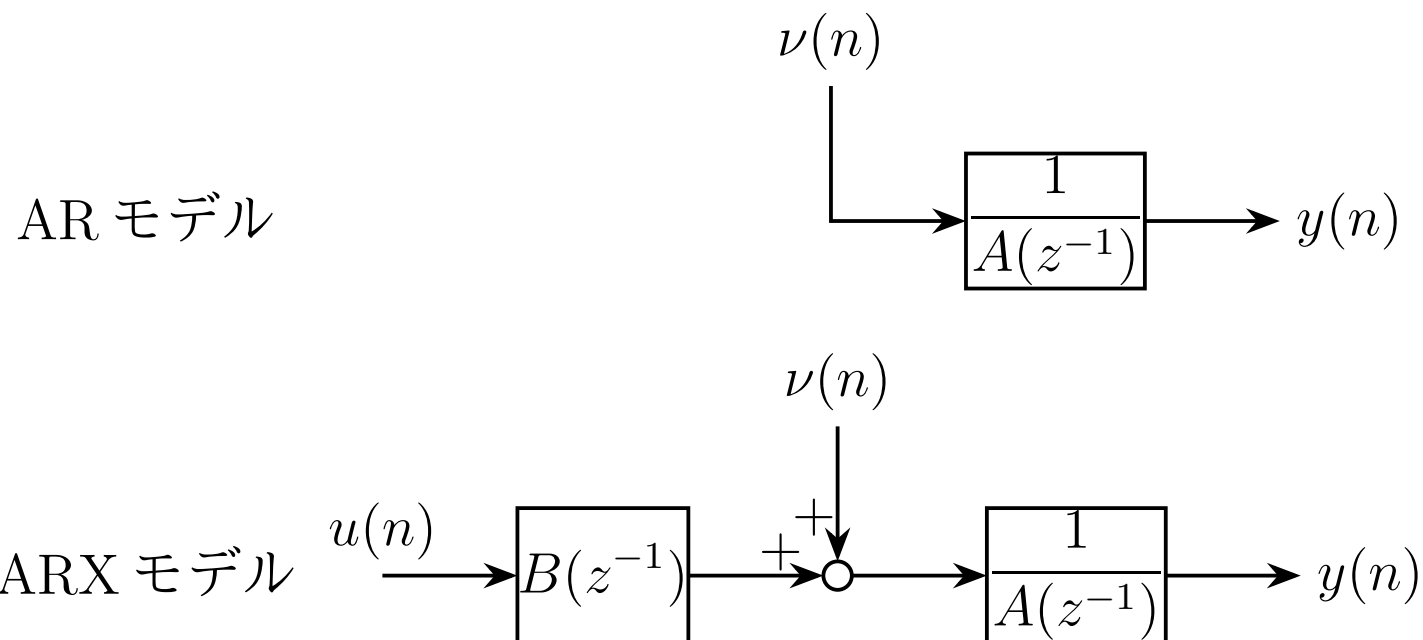 ν(n)
AR モデル
1
A(z⁻¹)
y(n)
ν(n)
ARX モデル
u(n)
B(z⁻¹)
+
+
1
A(z⁻¹)
y(n)